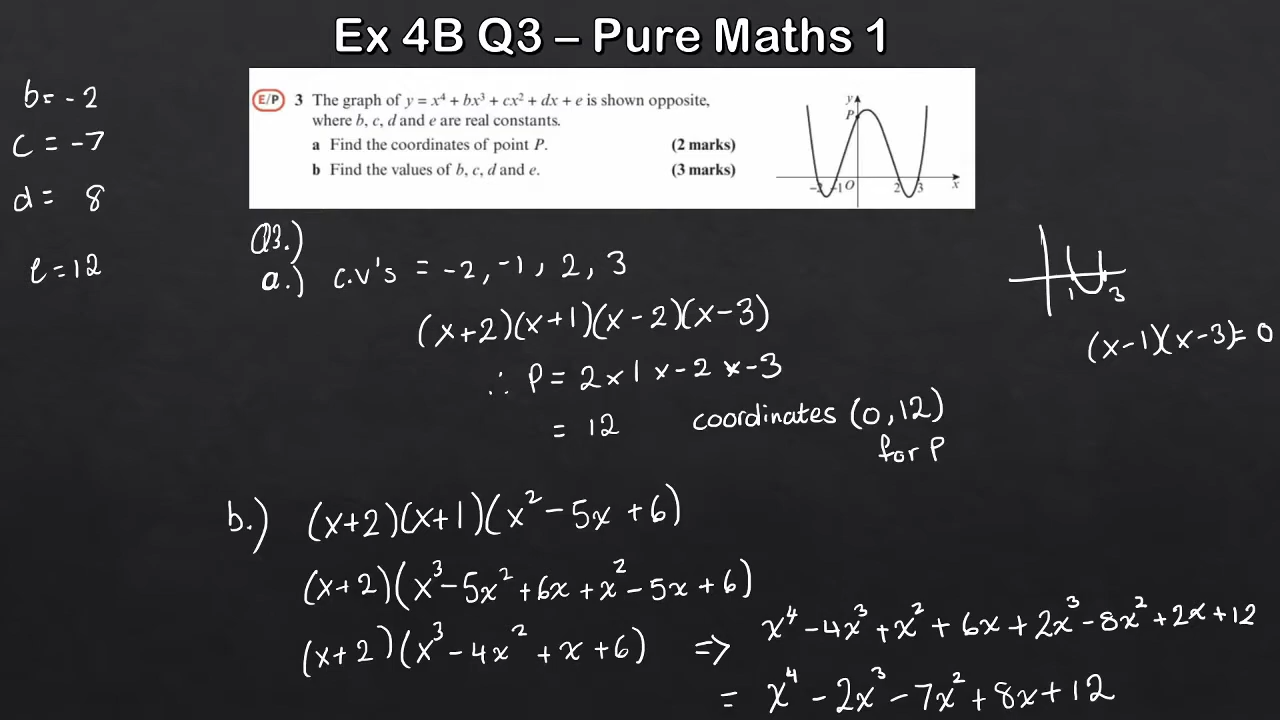 Ex 4B Q3 – Pure Maths 1
b= -2
c = -7
d = 8
e = 12
E/P 3 The graph of y = x⁴ + bx³ + cx² + dx + e is shown opposite,
where b, c, d and e are real constants.
a Find the coordinates of point P. (2 marks)
b Find the values of b, c, d and e. (3 marks)
y
P
-2 -1 O 2 3 x
Q3.)
a.) c.v's = -2, -1, 2, 3
(x+2)(x+1)(x-2)(x-3)
∴ P = 2 x 1 x -2 x -3
= 12 coordinates (0, 12)
for P
1 3
(x-1)(x-3)= 0
b.) (x+2)(x+1)(x² - 5x + 6)
(x+2)(x³ - 5x² + 6x + x² - 5x + 6)
(x+2)(x³ - 4x² + x + 6) => x⁴ - 4x³ + x² + 6x + 2x³ - 8x² + 2x + 12
= x⁴ - 2x³ - 7x² + 8x + 12